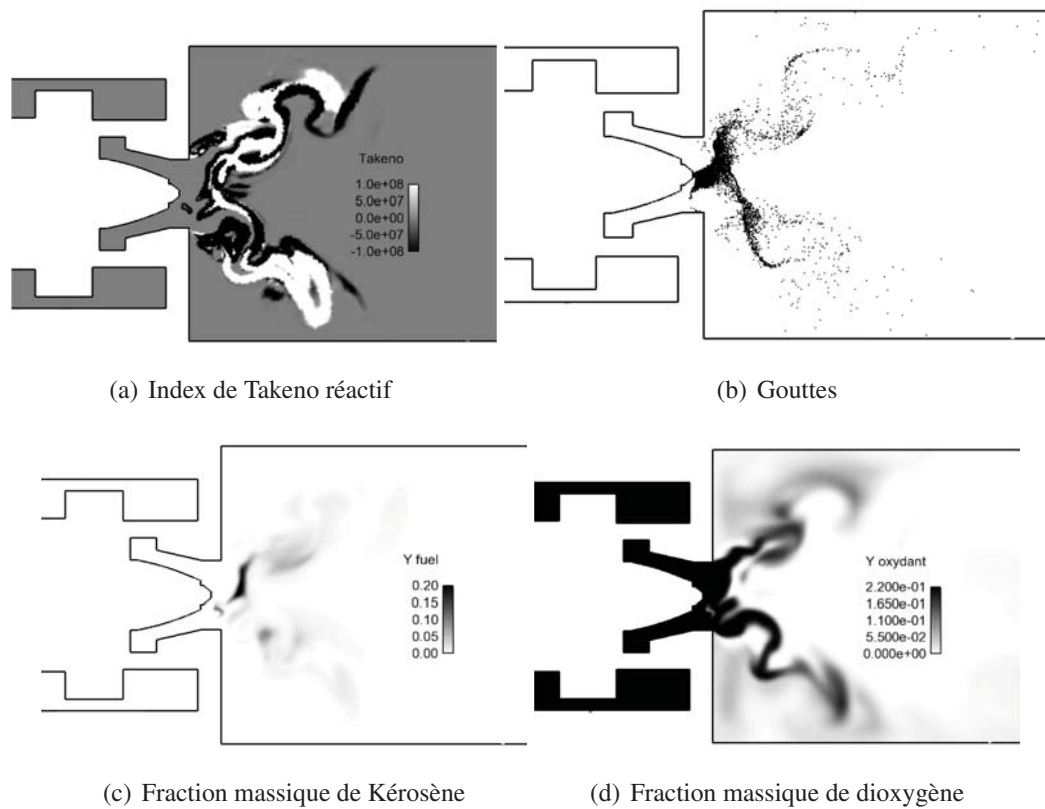 Takeno
1.0e+08
5.0e+07
0.0e+00
-5.0e+07
-1.0e+08
(a) Index de Takeno réactif
(b) Gouttes
Y fuel
0.20
0.15
0.10
0.05
0.00
Y oxydant
2.200e-01
1.650e-01
1.100e-01
5.500e-02
0.000e+00
(c) Fraction massique de Kérosène
(d) Fraction massique de dioxygène